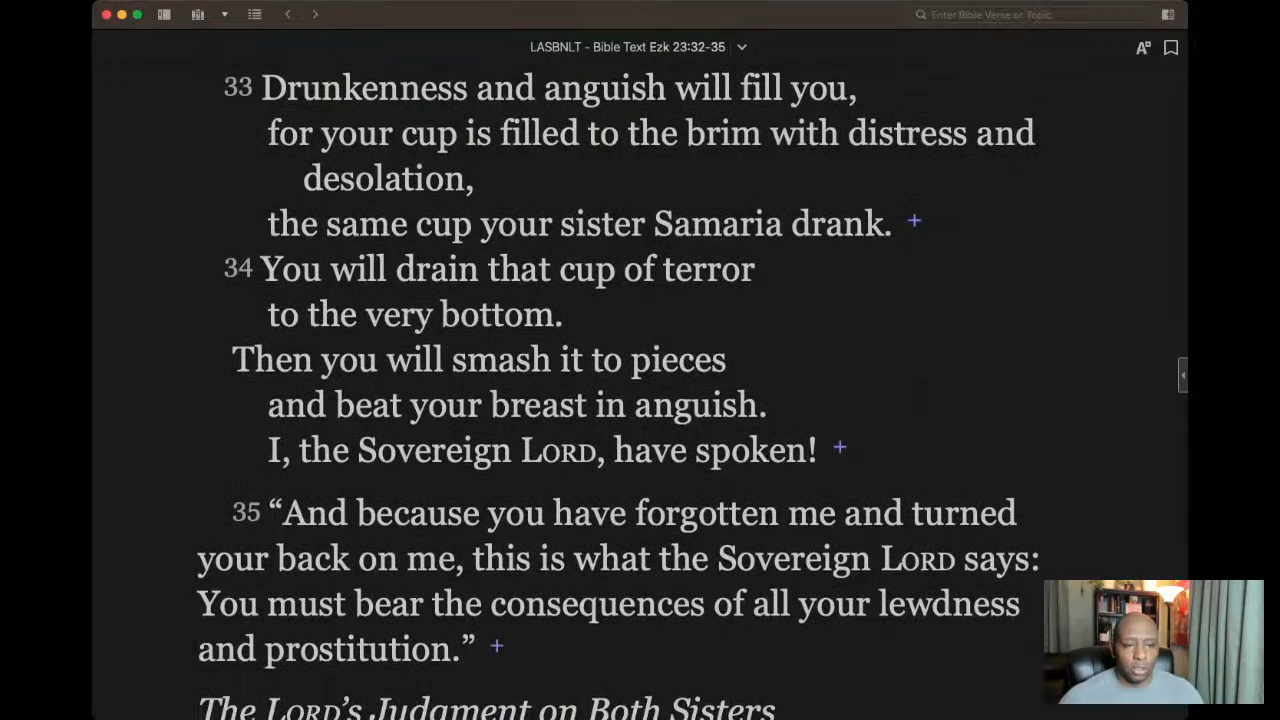 Enter Bible Verse or Topic
LASBNLT - Bible Text Ezk 23:32-35
33 Drunkenness and anguish will fill you,
for your cup is filled to the brim with distress and
desolation,
the same cup your sister Samaria drank. +
34 You will drain that cup of terror
to the very bottom.
Then you will smash it to pieces
and beat your breast in anguish.
I, the Sovereign LORD, have spoken! +
35 “And because you have forgotten me and turned
your back on me, this is what the Sovereign LORD says:
You must bear the consequences of all your lewdness
and prostitution.” +
The LORD’s Judgment on Both Sisters